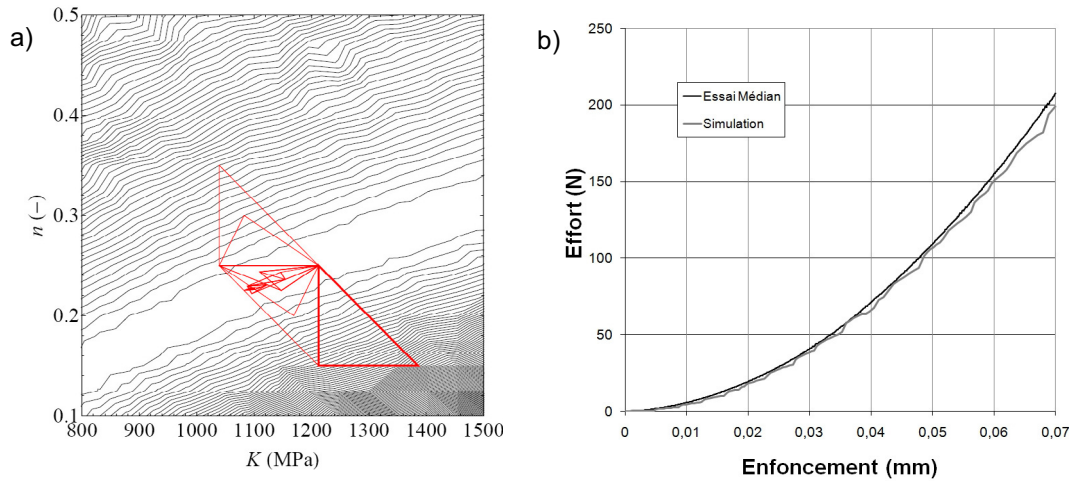 a)
0.5
0.4
0.3
0.2
0.1
n (−)
800 900 1000 1100 1200 1300 1400 1500
K (MPa)
b)
250
200
150
100
50
0
Effort (N)
Essai Médian
Simulation
0 0,01 0,02 0,03 0,04 0,05 0,06 0,07
Enfoncement (mm)